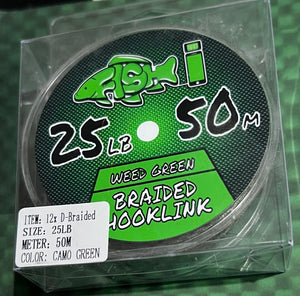 FISH i
25LB 50M
WEED GREEN
BRAIDED
HOOKLINK
ITEM: 12x D-Braided
SIZE: 25LB
METER: 50M
COLOR: CAMO GREEN